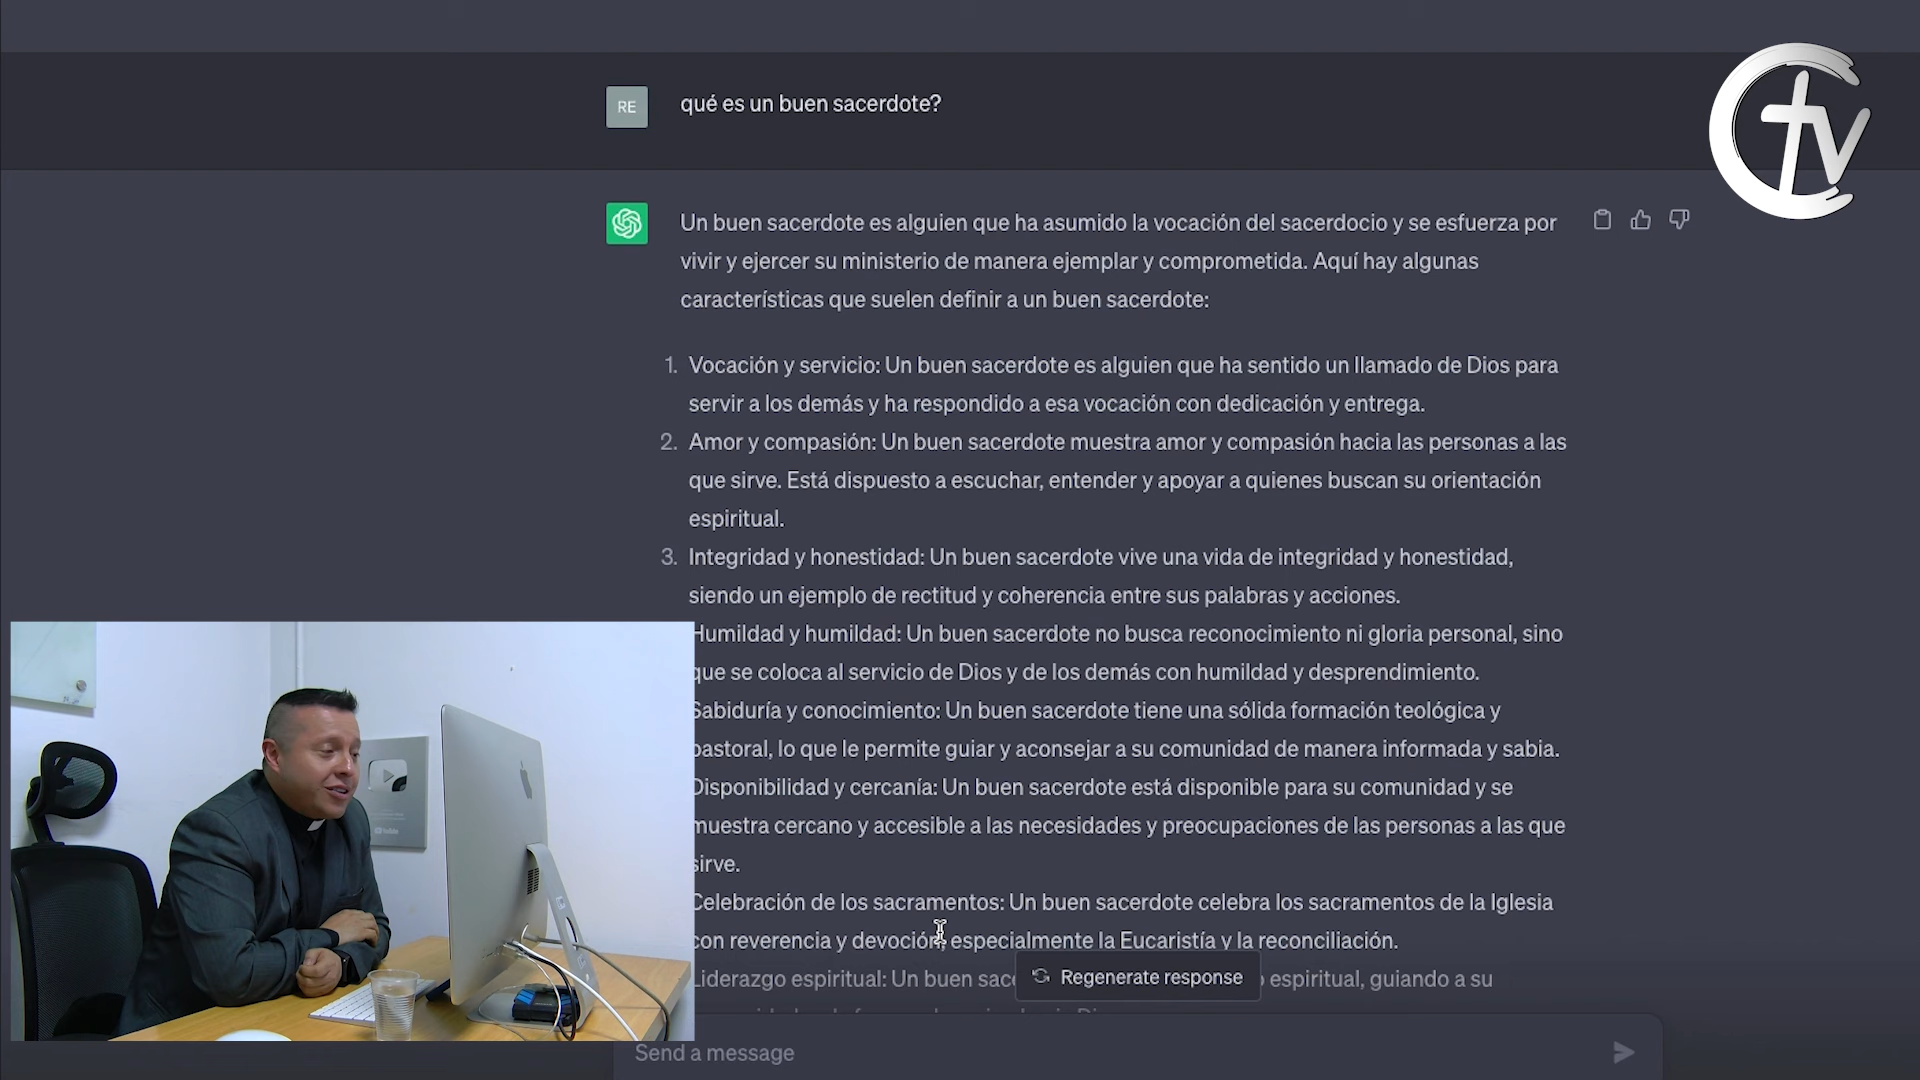 RE
qué es un buen sacerdote?
Un buen sacerdote es alguien que ha asumido la vocación del sacerdocio y se esfuerza por
vivir y ejercer su ministerio de manera ejemplar y comprometida. Aquí hay algunas
características que suelen definir a un buen sacerdote:
1. Vocación y servicio: Un buen sacerdote es alguien que ha sentido un llamado de Dios para
servir a los demás y ha respondido a esa vocación con dedicación y entrega.
2. Amor y compasión: Un buen sacerdote muestra amor y compasión hacia las personas a las
que sirve. Está dispuesto a escuchar, entender y apoyar a quienes buscan su orientación
espiritual.
3. Integridad y honestidad: Un buen sacerdote vive una vida de integridad y honestidad,
siendo un ejemplo de rectitud y coherencia entre sus palabras y acciones.
Humildad y humildad: Un buen sacerdote no busca reconocimiento ni gloria personal, sino
que se coloca al servicio de Dios y de los demás con humildad y desprendimiento.
Sabiduría y conocimiento: Un buen sacerdote tiene una sólida formación teológica y
pastoral, lo que le permite guiar y aconsejar a su comunidad de manera informada y sabia.
Disponibilidad y cercanía: Un buen sacerdote está disponible para su comunidad y se
muestra cercano y accesible a las necesidades y preocupaciones de las personas a las que
sirve.
Celebración de los sacramentos: Un buen sacerdote celebra los sacramentos de la Iglesia
con reverencia y devoción, especialmente la Eucaristía y la reconciliación.
Liderazgo espiritual: Un buen espiritual, guiando a su
Regenerate response
Send a message
CTV